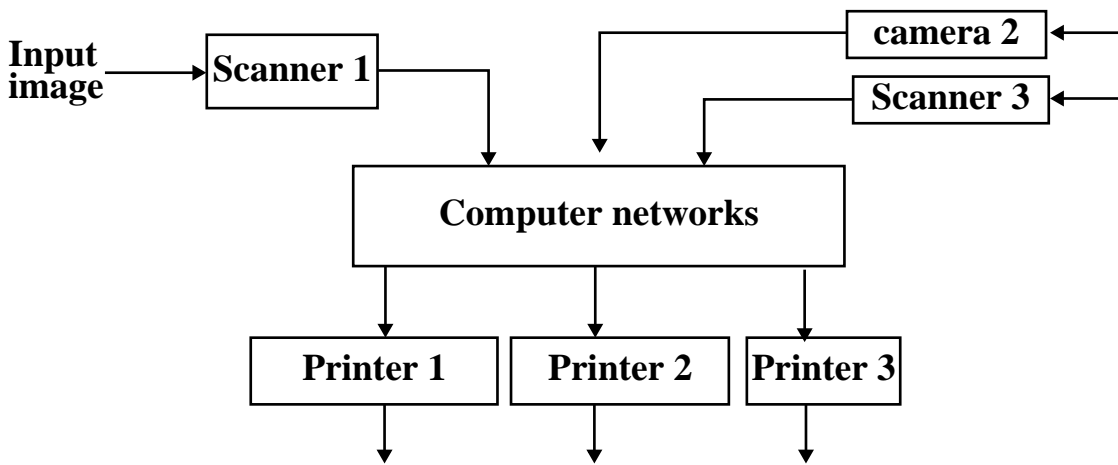 Input
image
Scanner 1
camera 2
Scanner 3
Computer networks
Printer 1
Printer 2
Printer 3